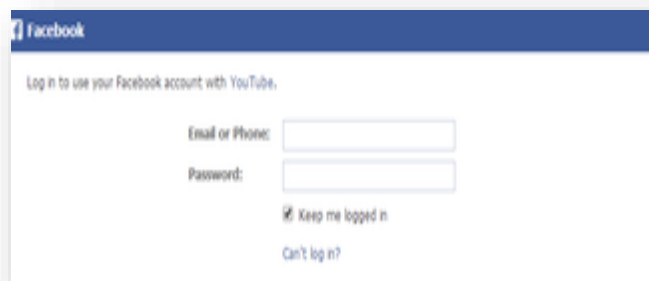 Facebook
Log in to use your Facebook account with YouTube.
Email or Phone:
Password:
Keep me logged in
Can't log in?